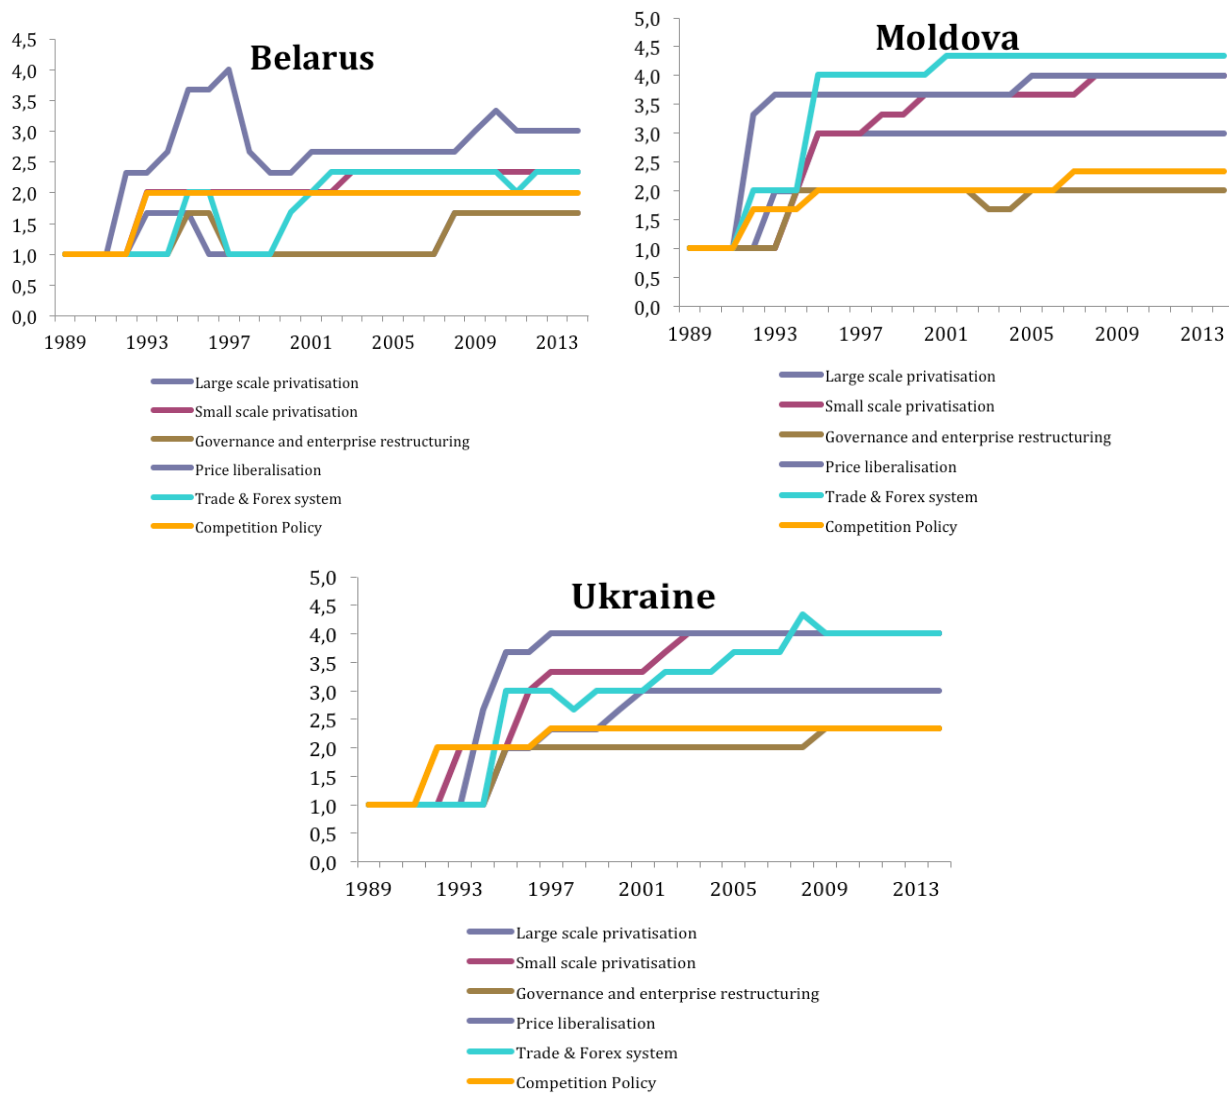 Belarus
4,5
4,0
3,5
3,0
2,5
2,0
1,5
1,0
0,5
0,0
1989 1993 1997 2001 2005 2009 2013
Large scale privatisation
Small scale privatisation
Governance and enterprise restructuring
Price liberalisation
Trade & Forex system
Competition Policy
Moldova
5,0
4,5
4,0
3,5
3,0
2,5
2,0
1,5
1,0
0,5
0,0
1989 1993 1997 2001 2005 2009 2013
Large scale privatisation
Small scale privatisation
Governance and enterprise restructuring
Price liberalisation
Trade & Forex system
Competition Policy
Ukraine
5,0
4,5
4,0
3,5
3,0
2,5
2,0
1,5
1,0
0,5
0,0
1989 1993 1997 2001 2005 2009 2013
Large scale privatisation
Small scale privatisation
Governance and enterprise restructuring
Price liberalisation
Trade & Forex system
Competition Policy